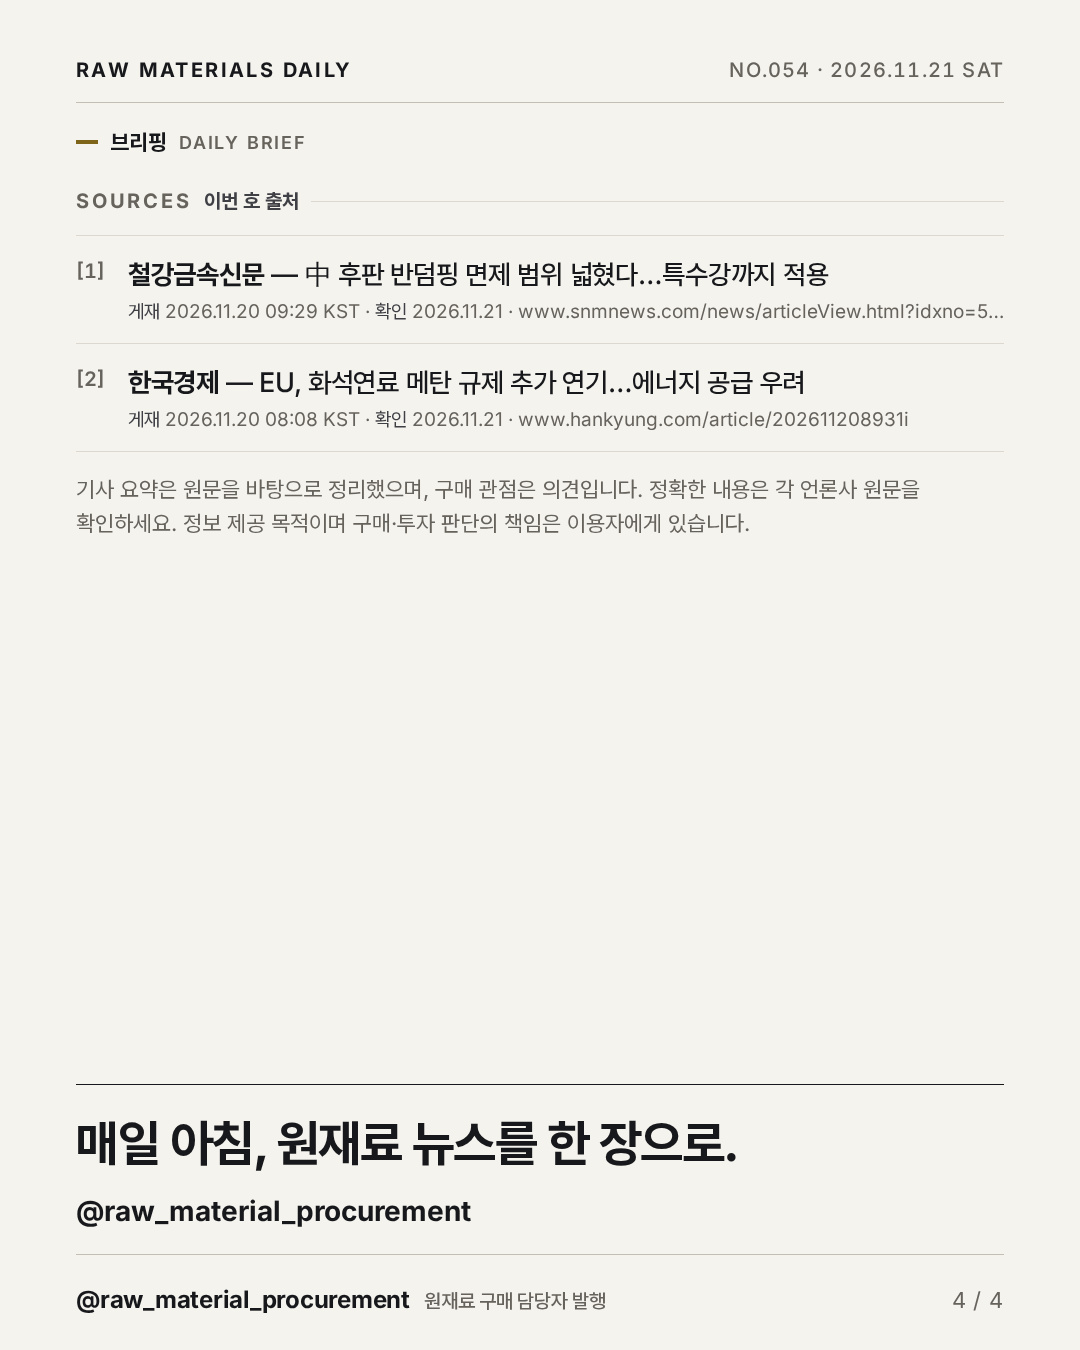 RAW MATERIALS DAILY
NO.054 · 2026.11.21 SAT
브리핑 DAILY BRIEF
SOURCES 이번 호 출처
[1] 철강금속신문 — 中 후판 반덤핑 면제 범위 넓혔다…특수강까지 적용
게재 2026.11.20 09:29 KST · 확인 2026.11.21 · www.snmnews.com/news/articleView.html?idxno=5…
[2] 한국경제 — EU, 화석연료 메탄 규제 추가 연기…에너지 공급 우려
게재 2026.11.20 08:08 KST · 확인 2026.11.21 · www.hankyung.com/article/202611208931i
기사 요약은 원문을 바탕으로 정리했으며, 구매 관점은 의견입니다. 정확한 내용은 각 언론사 원문을
확인하세요. 정보 제공 목적이며 구매·투자 판단의 책임은 이용자에게 있습니다.
매일 아침, 원재료 뉴스를 한 장으로.
@raw_material_procurement
@raw_material_procurement 원재료 구매 담당자 발행
4 / 4